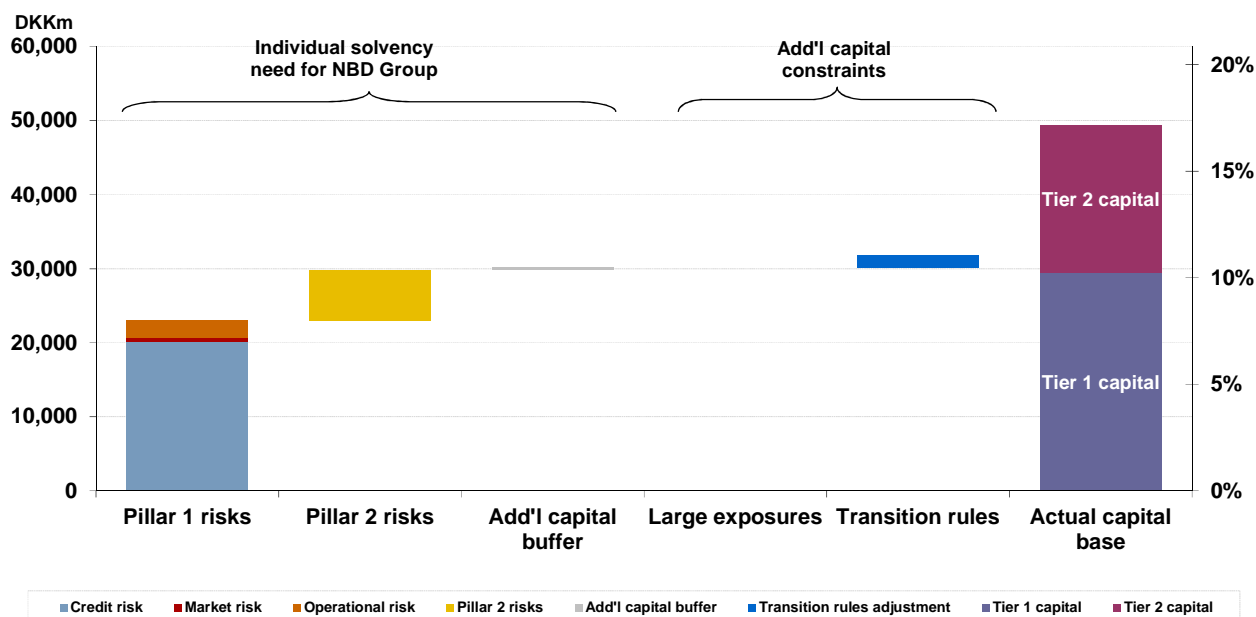 DKKm
60,000
50,000
40,000
30,000
20,000
10,000
0
Individual solvency
need for NBD Group
Add'l capital
constraints
20%
15%
10%
5%
0%
Tier 2 capital
Tier 1 capital
Pillar 1 risks
Pillar 2 risks
Add'l capital
buffer
Large exposures
Transition rules
Actual capital
base
Credit risk
Market risk
Operational risk
Pillar 2 risks
Add'l capital buffer
Transition rules adjustment
Tier 1 capital
Tier 2 capital